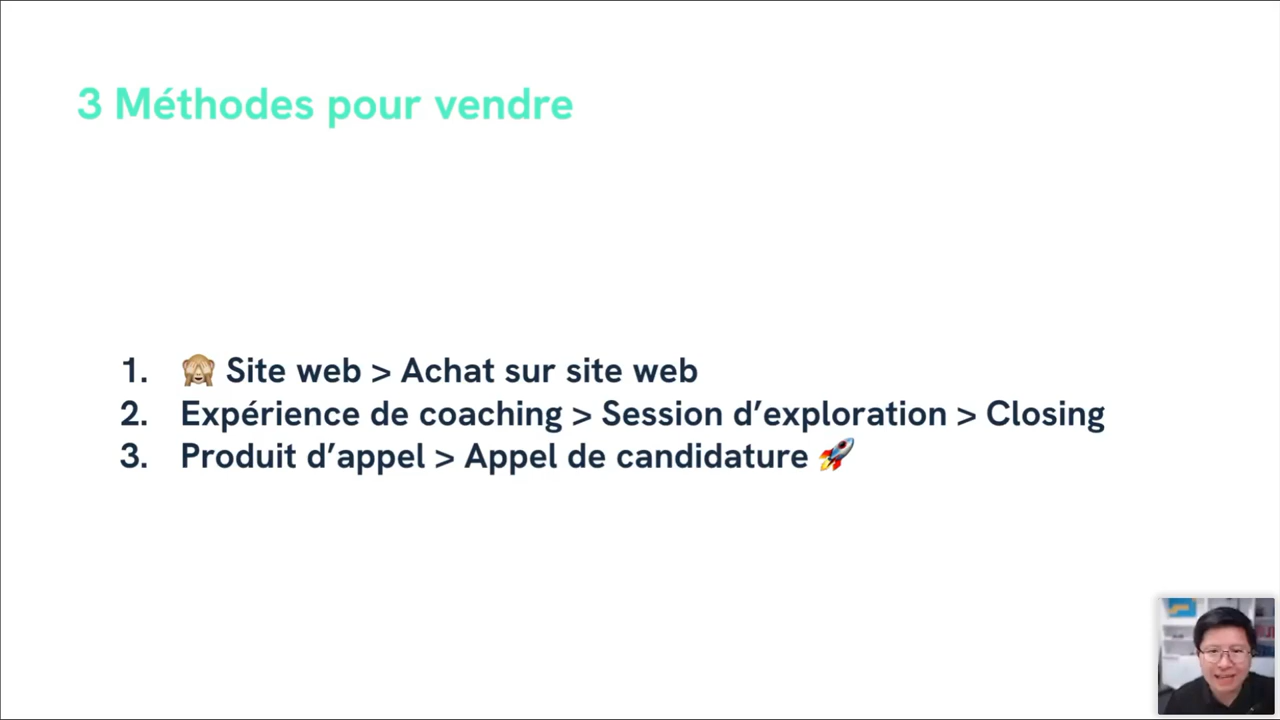 3 Méthodes pour vendre
1. 🙈 Site web > Achat sur site web
2. Expérience de coaching > Session d’exploration > Closing
3. Produit d’appel > Appel de candidature 🚀